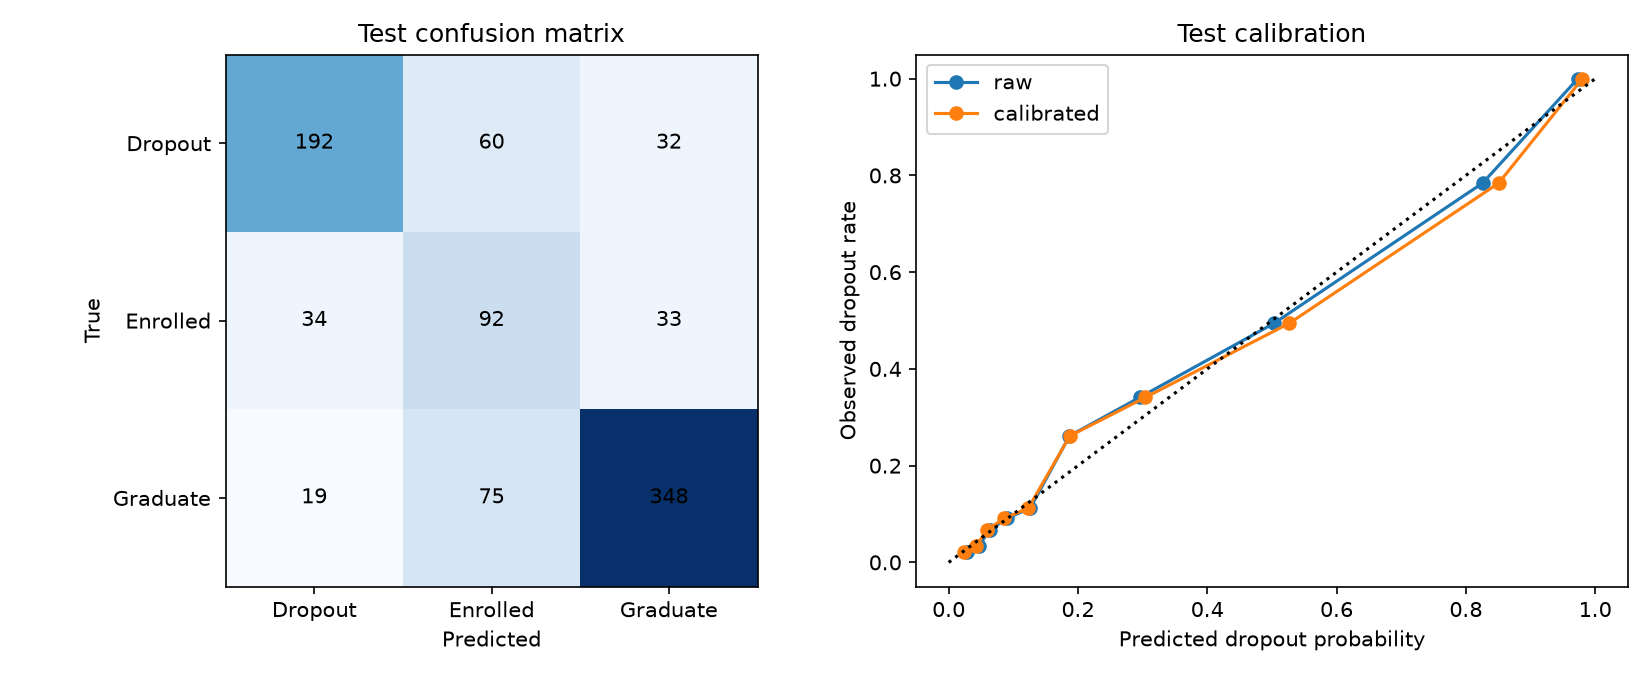 Test confusion matrix
Dropout 192 60 32
Enrolled 34 92 33
Graduate 19 75 348
True
Dropout Enrolled Graduate
Predicted
Test calibration
raw
calibrated
1.0
0.8
0.6
0.4
0.2
0.0
Observed dropout rate
0.0 0.2 0.4 0.6 0.8 1.0
Predicted dropout probability